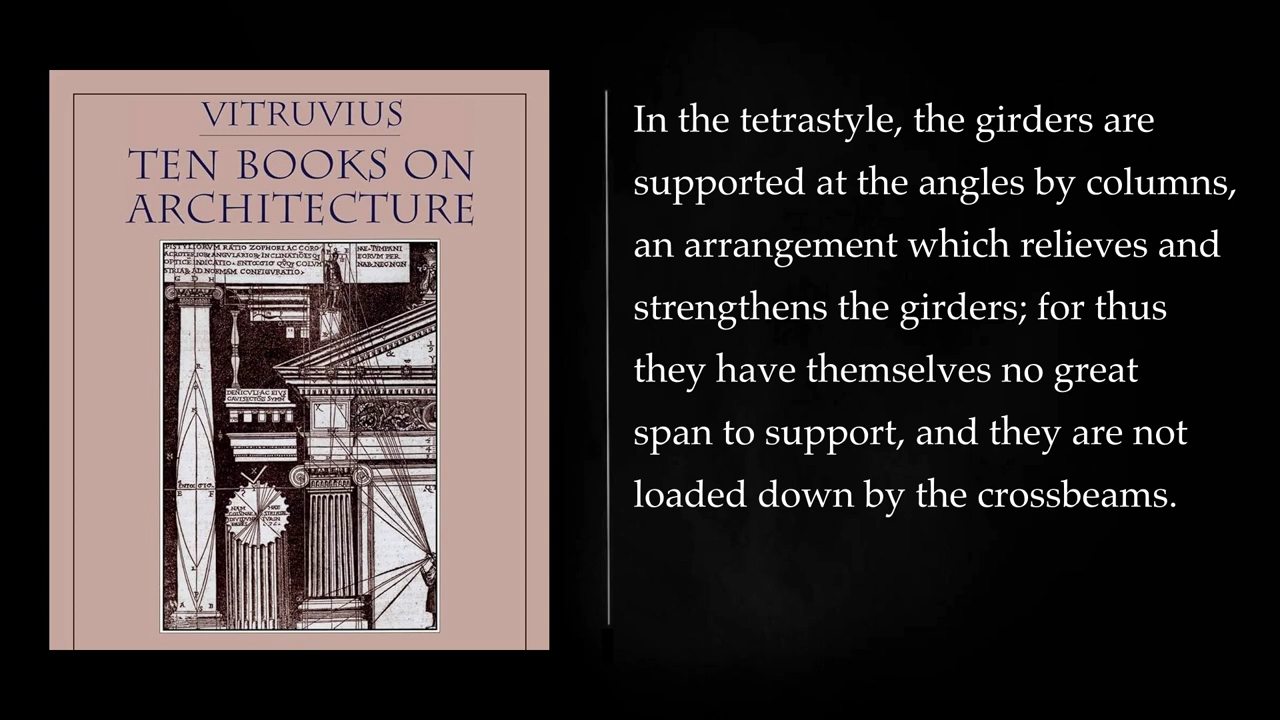 VITRUVIUS
TEN BOOKS ON
ARCHITECTURE
In the tetrastyle, the girders are
supported at the angles by columns,
an arrangement which relieves and
strengthens the girders; for thus
they have themselves no great
span to support, and they are not
loaded down by the crossbeams.